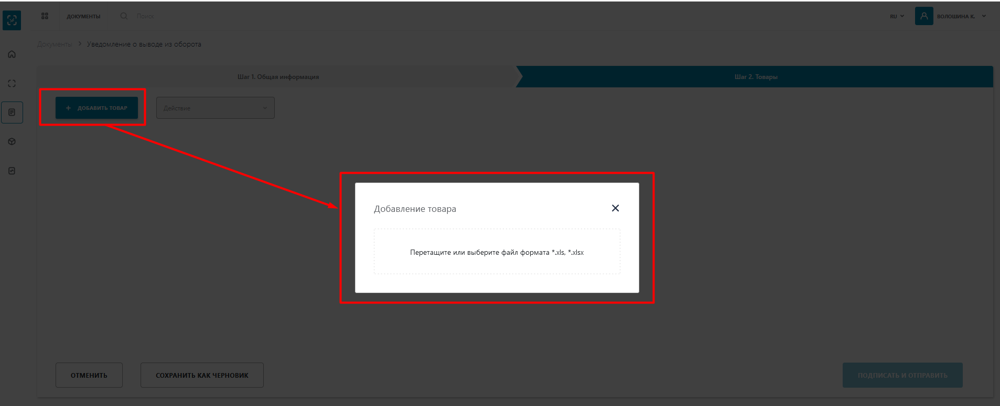 ДОКУМЕНТЫ
Поиск
RU
ВОЛОШИНА К.
Документы > Уведомление о выводе из оборота
Шаг 1. Общая информация
Шаг 2. Товары
+ ДОБАВИТЬ ТОВАР
Действие
Добавление товара
Перетащите или выберите файл формата *.xls, *.xlsx
ОТМЕНИТЬ
СОХРАНИТЬ КАК ЧЕРНОВИК
ПОДПИСАТЬ И ОТПРАВИТЬ